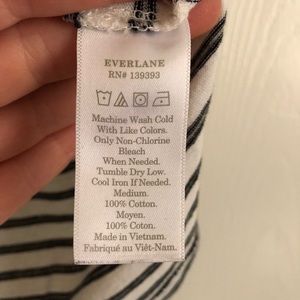 EVERLANE
RN# 139393
Machine Wash Cold
With Like Colors.
Only Non-Chlorine
Bleach
When Needed.
Tumble Dry Low.
Cool Iron If Needed.
Medium.
100% Cotton.
Moyen.
100% Coton.
Made in Vietnam.
Fabriqué au Viêt-Nam.